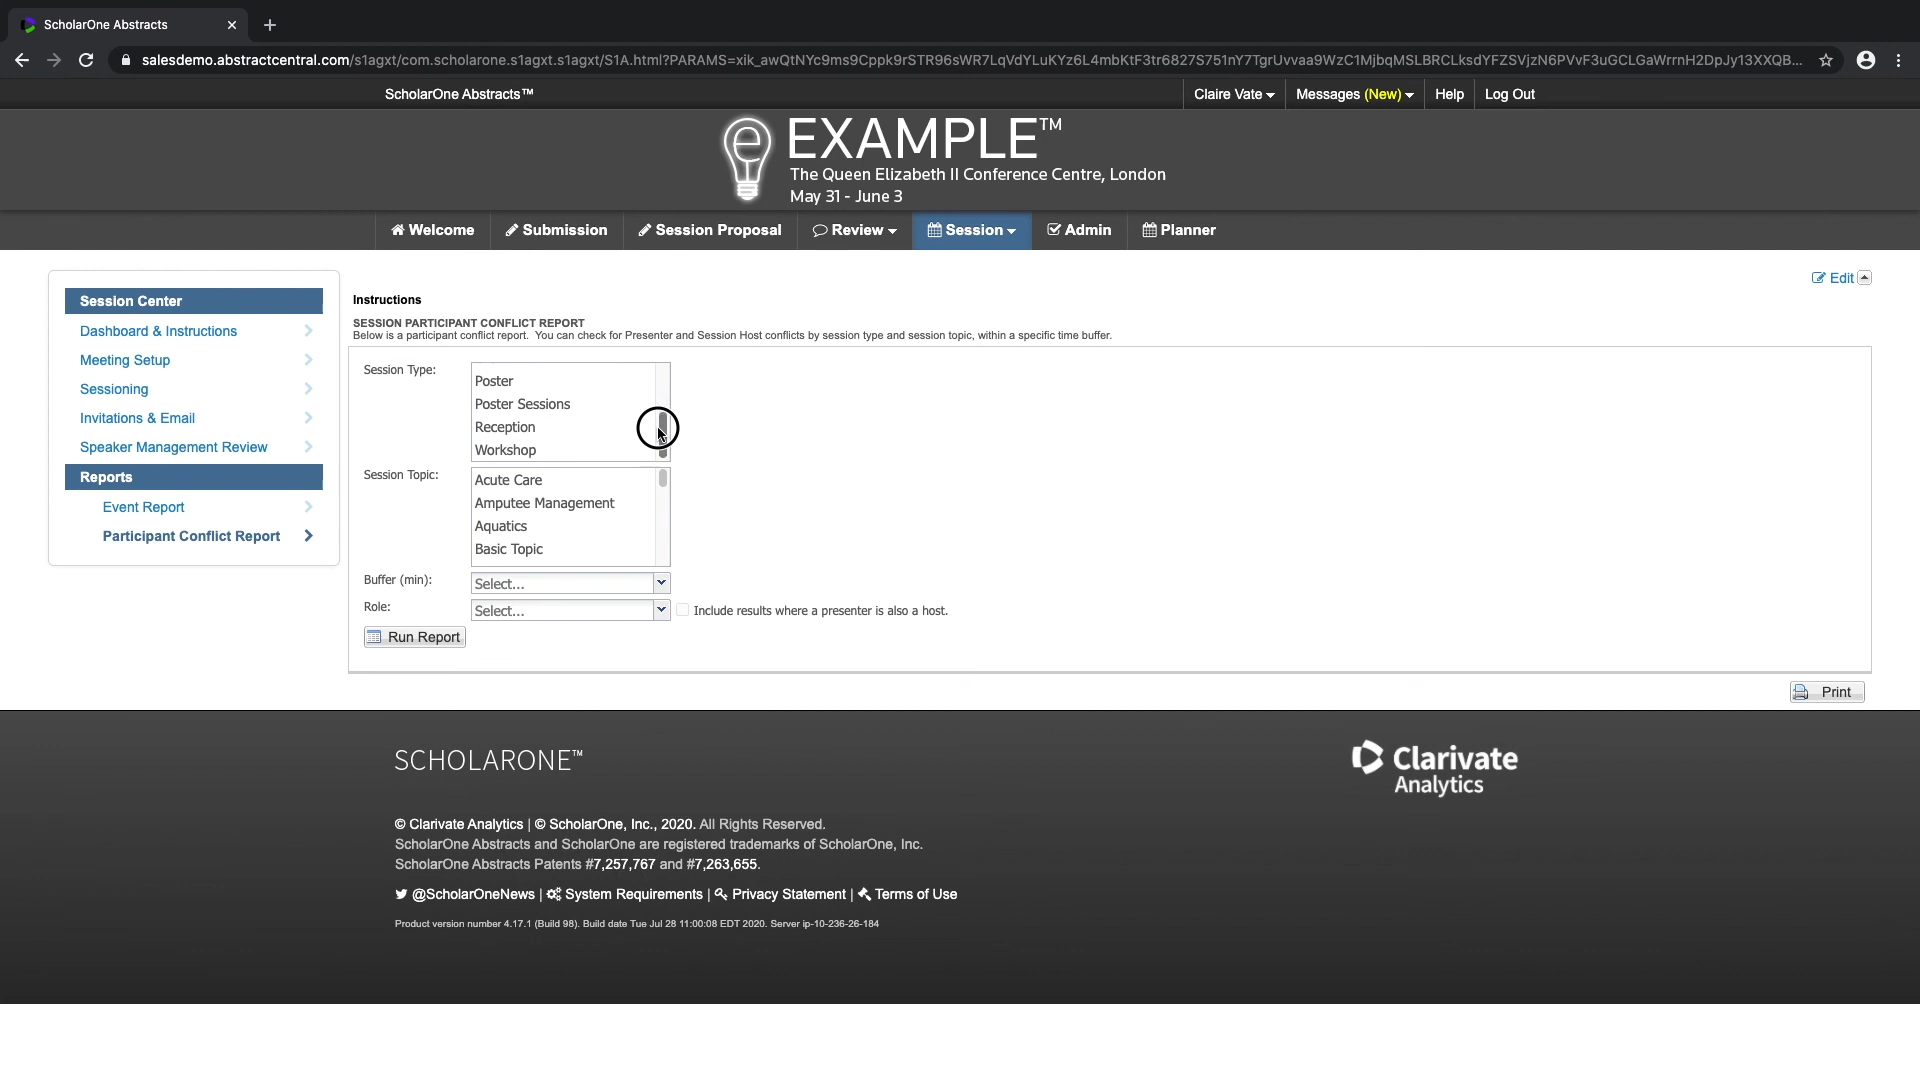 ScholarOne Abstracts
salesdemo.abstractcentral.com/s1agxt/com.scholarone.s1agxt.s1agxt/S1A.html?PARAMS=xik_awQtNYc9ms9Cppk9rSTR96sWR7LqVdYLuKYz6L4mbKtF3tr6827S751nY7TgrUvvaa9WzC1MjbqMSLBRCLksdYFZSVjzN6PVvF3uGCLGaWrrnH2DpJy13XXQB...
ScholarOne Abstracts™
Claire Vate Messages (New) Help Log Out
EXAMPLE™
The Queen Elizabeth II Conference Centre, London
May 31 - June 3
Welcome Submission Session Proposal Review Session Admin Planner
Edit
Session Center
Dashboard & Instructions
Meeting Setup
Sessioning
Invitations & Email
Speaker Management Review
Reports
Event Report
Participant Conflict Report
Instructions
SESSION PARTICIPANT CONFLICT REPORT
Below is a participant conflict report. You can check for Presenter and Session Host conflicts by session type and session topic, within a specific time buffer.
Session Type:
Poster
Poster Sessions
Reception
Workshop
Session Topic:
Acute Care
Amputee Management
Aquatics
Basic Topic
Buffer (min): Select...
Role: Select... Include results where a presenter is also a host.
Run Report
Print
SCHOLARONE™
Clarivate
Analytics
© Clarivate Analytics | © ScholarOne, Inc., 2020. All Rights Reserved.
ScholarOne Abstracts and ScholarOne are registered trademarks of ScholarOne, Inc.
ScholarOne Abstracts Patents #7,257,767 and #7,263,655.
@ScholarOneNews | System Requirements | Privacy Statement | Terms of Use
Product version number 4.17.1 (Build 98). Build date Tue Jul 28 11:00:08 EDT 2020. Server ip-10-236-26-184